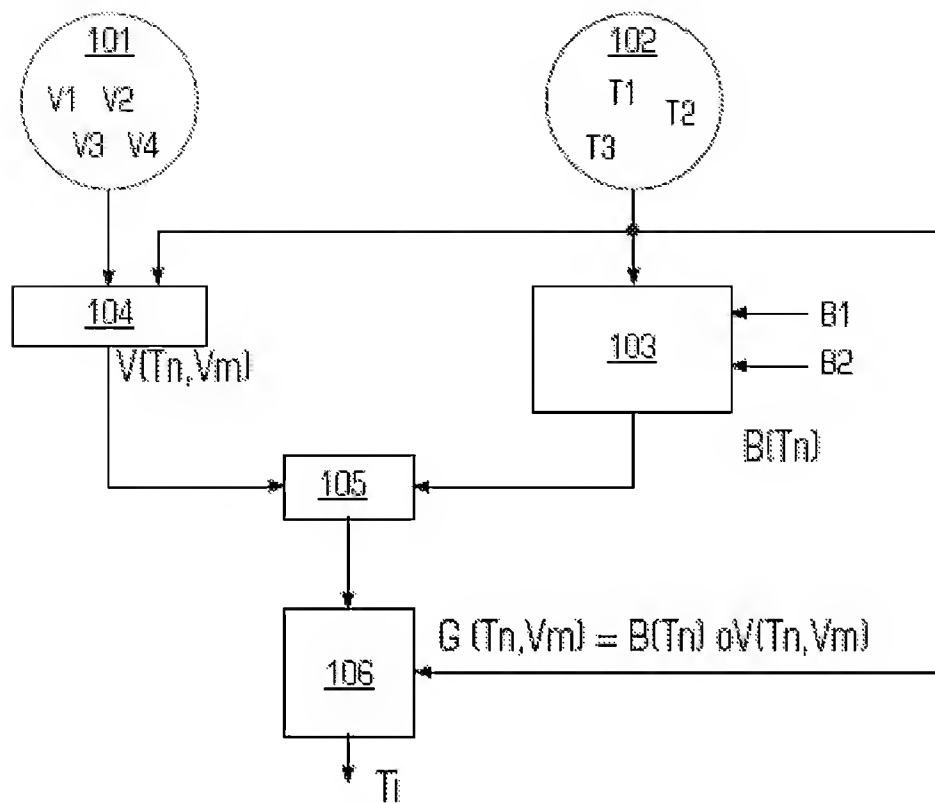 101
V1 V2
V3 V4
102
T1
T2
T3
104
V(Tn,Vm)
103
B1
B2
B(Tn)
105
106
G (Tn,Vm) = B(Tn) oV(Tn,Vm)
Ti